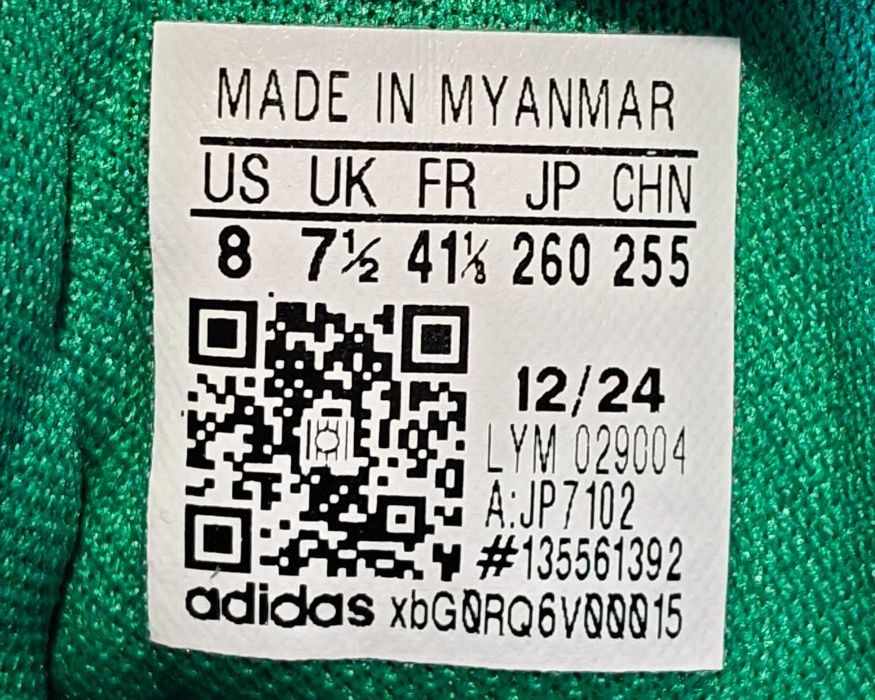 MADE IN MYANMAR
US UK FR JP CHN
8 7½ 41⅓ 260 255
12/24
LYM 029004
A:JP7102
#135561392
adidas xbG0RQ6V00015